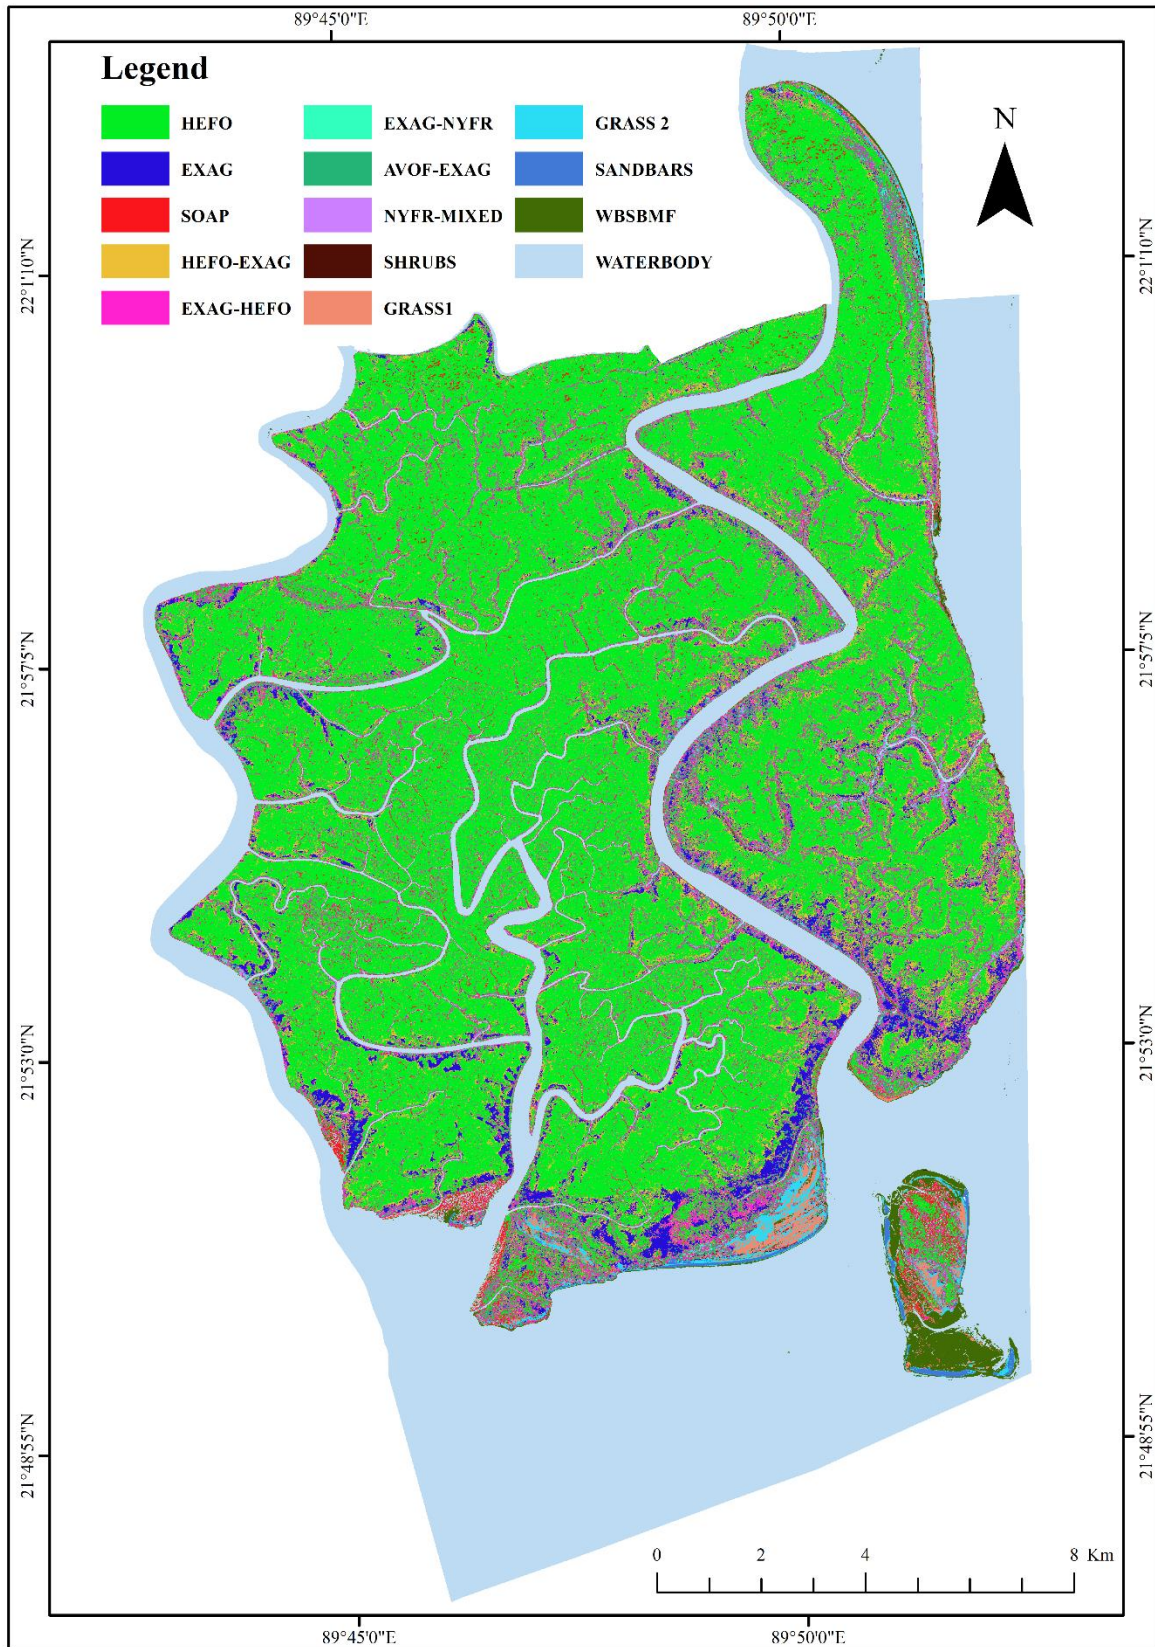 89°45'0"E
89°50'0"E
Legend
HEFO
EXAG
SOAP
HEFO-EXAG
EXAG-HEFO
EXAG-NYFR
AVOF-EXAG
NYFR-MIXED
SHRUBS
GRASS1
GRASS 2
SANDBARS
WBSBMF
WATERBODY
N
22°1'10"N
22°1'10"N
21°57'5"N
21°57'5"N
21°53'0"N
21°53'0"N
21°48'55"N
21°48'55"N
0 2 4 6 8 Km
89°45'0"E
89°50'0"E